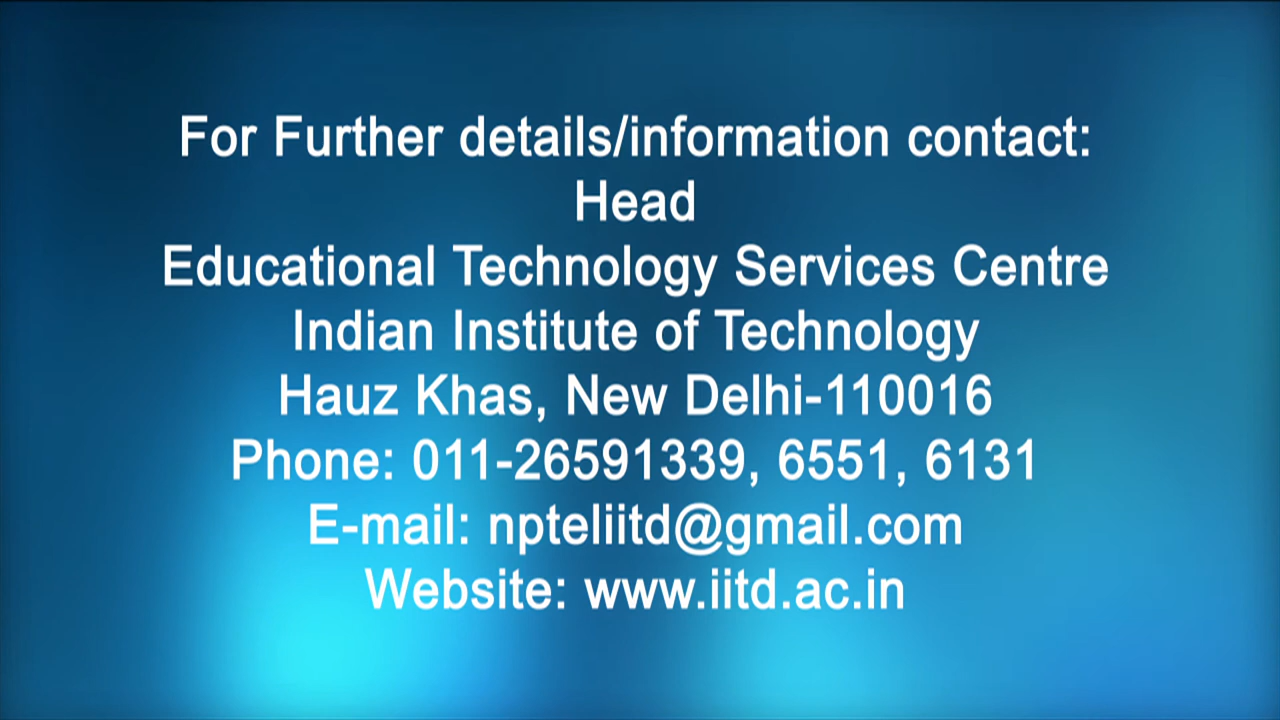 For Further details/information contact:
Head
Educational Technology Services Centre
Indian Institute of Technology
Hauz Khas, New Delhi-110016
Phone: 011-26591339, 6551, 6131
E-mail: npteliitd@gmail.com
Website: www.iitd.ac.in